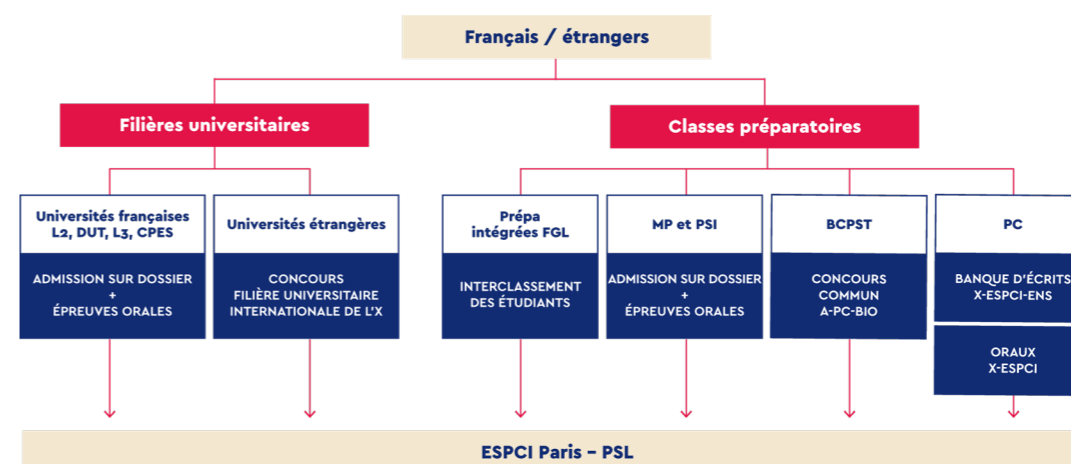 Français / étrangers
Filières universitaires
Classes préparatoires
Universités françaises
L2, DUT, L3, CPES
ADMISSION SUR DOSSIER
+
ÉPREUVES ORALES
Universités étrangères
CONCOURS
FILIÈRE UNIVERSITAIRE
INTERNATIONALE DE L'X
Prépa
intégrées FGL
INTERCLASSEMENT
DES ÉTUDIANTS
MP et PSI
ADMISSION SUR DOSSIER
+
ÉPREUVES ORALES
BCPST
CONCOURS
COMMUN
A-PC-BIO
PC
BANQUE D'ÉCRITS
X-ESPCI-ENS
ORAUX
X-ESPCI
ESPCI Paris – PSL